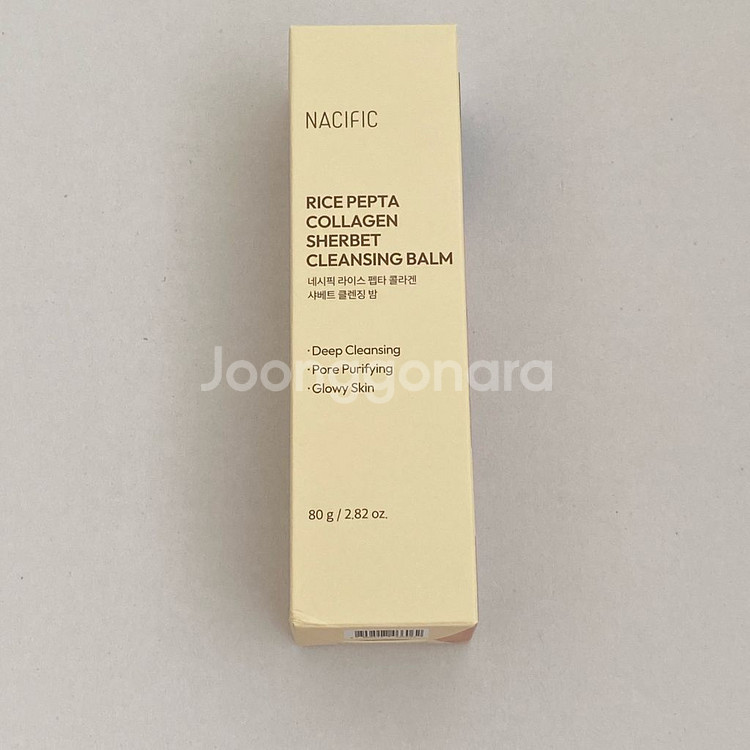 NACIFIC
RICE PEPTA
COLLAGEN
SHERBET
CLEANSING BALM
네시픽 라이스 펩타 콜라겐
샤베트 클렌징 밤
·Deep Cleansing
·Pore Purifying
Joonggonara
·Glowy Skin
80 g / 2.82 oz.